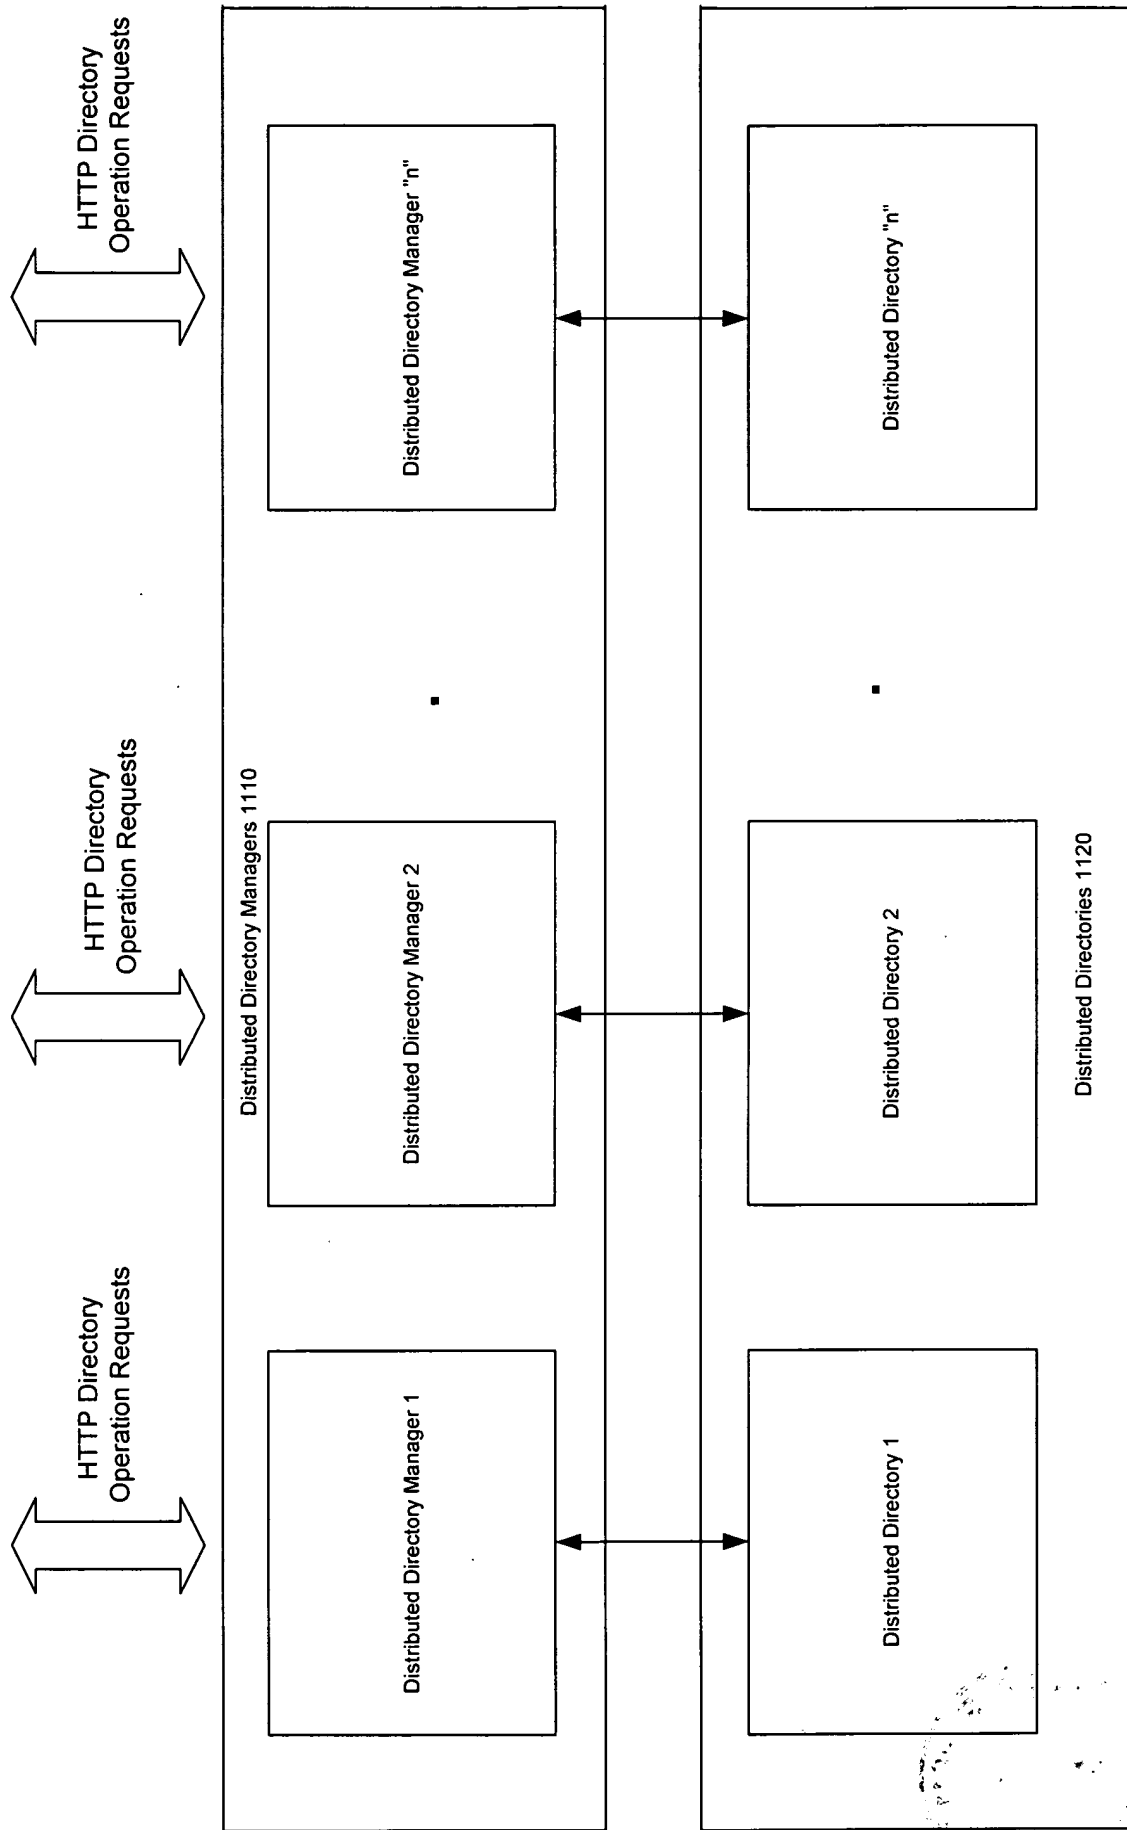 HTTP Directory
Operation Requests
HTTP Directory
Operation Requests
HTTP Directory
Operation Requests
Distributed Directory Managers 1110
Distributed Directory Manager 1
Distributed Directory Manager 2
Distributed Directory Manager "n"
Distributed Directory 1
Distributed Directory 2
Distributed Directory "n"
Distributed Directories 1120